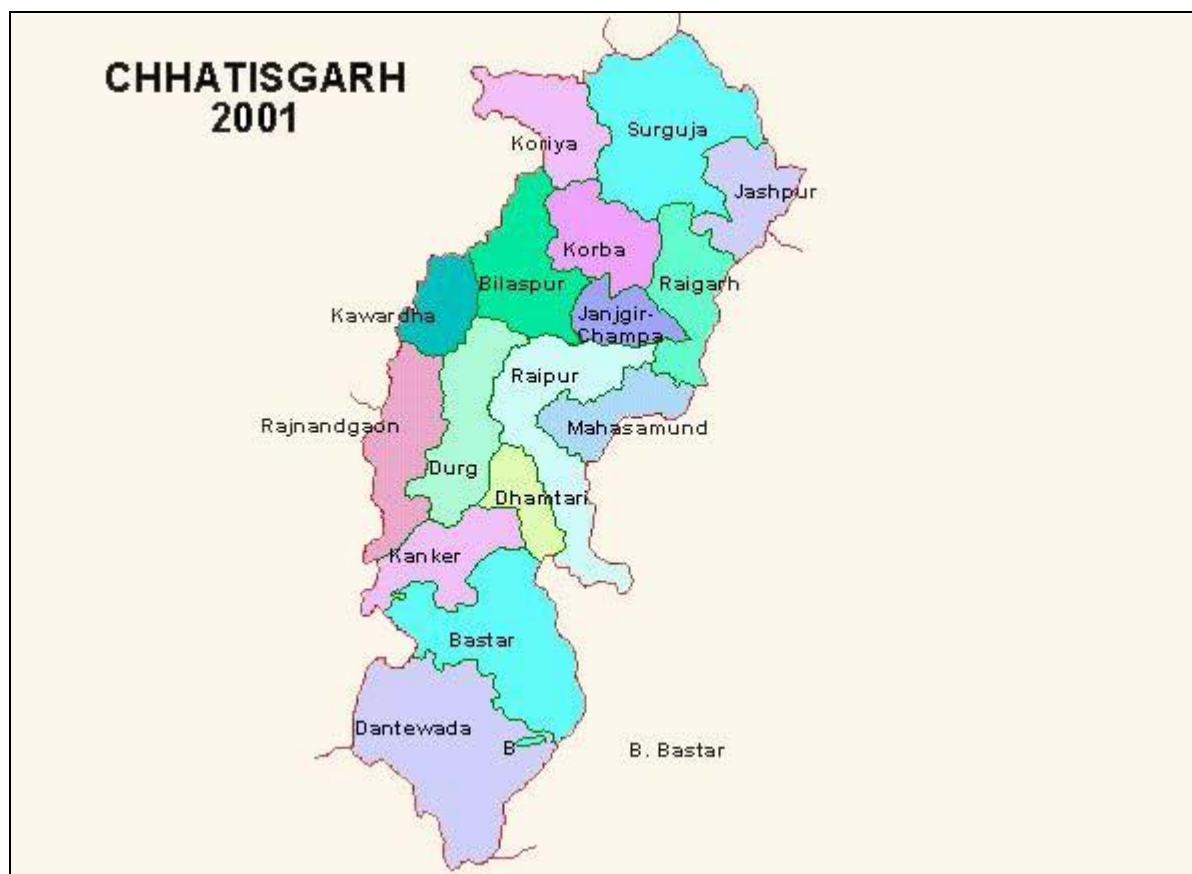 CHHATISGARH
2001
Surguja
Koriya
Jashpur
Korba
Bilaspur
Raigarh
Kawardha
Janjgir-
Champa
Raipur
Rajnandgaon
Mahasamund
Durg
Dhamtari
Kanker
Bastar
Dantewada
B
B. Bastar